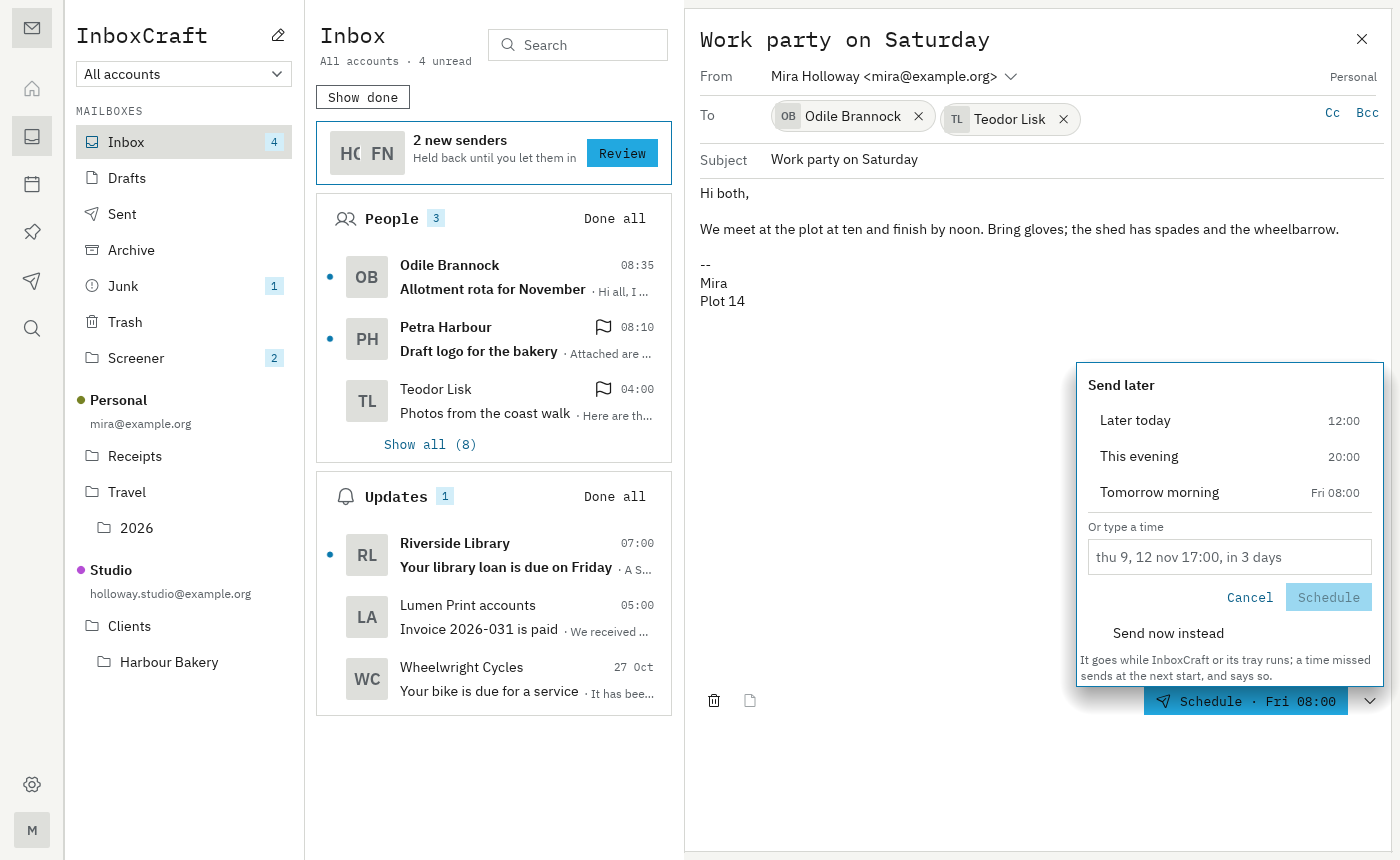 InboxCraft
All accounts
MAILBOXES
Inbox 4
Drafts
Sent
Archive
Junk 1
Trash
Screener 2
Personal
mira@example.org
Receipts
Travel
2026
Studio
holloway.studio@example.org
Clients
Harbour Bakery
M
Inbox
All accounts · 4 unread
Search
Show done
FN
2 new senders
Held back until you let them in
Review
People 3 Done all
OB Odile Brannock 08:35
Allotment rota for November · Hi all, I ...
PH Petra Harbour 08:10
Draft logo for the bakery · Attached are ...
TL Teodor Lisk 04:00
Photos from the coast walk · Here are th...
Show all (8)
Updates 1 Done all
RL Riverside Library 07:00
Your library loan is due on Friday · A S...
LA Lumen Print accounts 05:00
Invoice 2026-031 is paid · We received ...
WC Wheelwright Cycles 27 Oct
Your bike is due for a service · It has bee...
Work party on Saturday
From Mira Holloway <mira@example.org> Personal
To OB Odile Brannock TL Teodor Lisk Cc Bcc
Subject Work party on Saturday
Hi both,
We meet at the plot at ten and finish by noon. Bring gloves; the shed has spades and the wheelbarrow.
--
Mira
Plot 14
Send later
Later today 12:00
This evening 20:00
Tomorrow morning Fri 08:00
Or type a time
thu 9, 12 nov 17:00, in 3 days
Cancel Schedule
Send now instead
It goes while InboxCraft or its tray runs; a time missed
sends at the next start, and says so.
Schedule · Fri 08:00